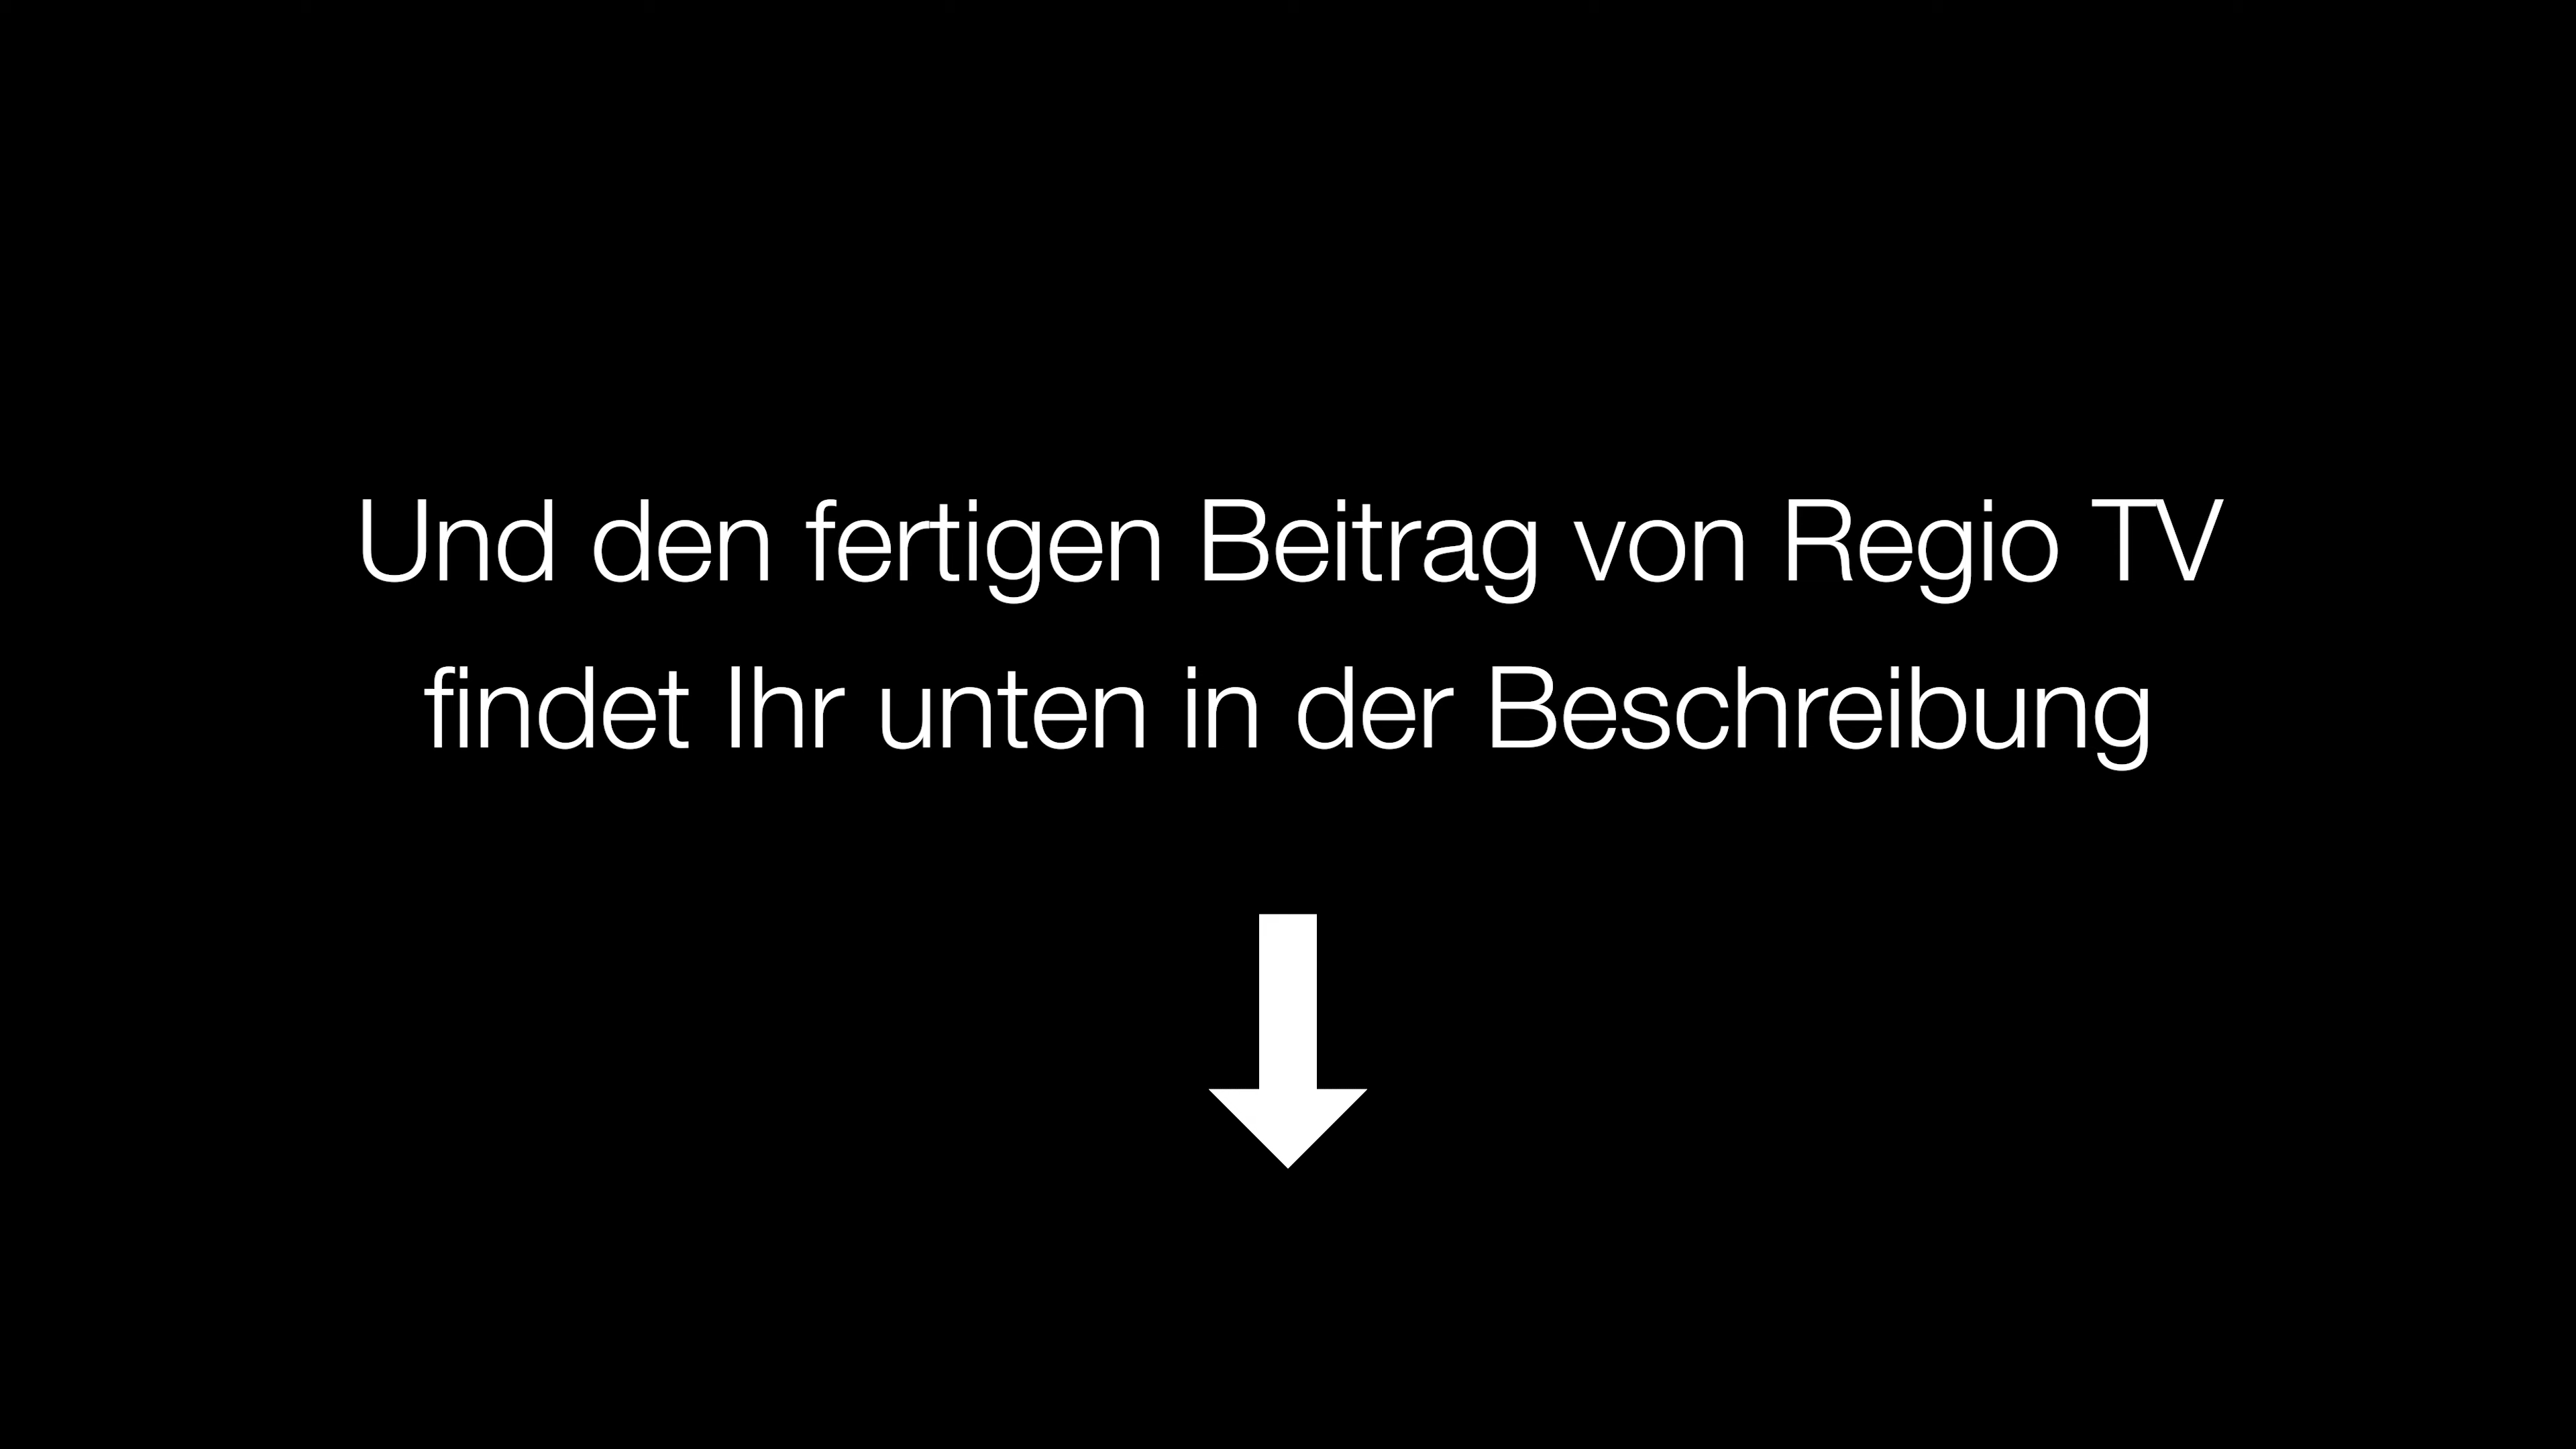 Und den fertigen Beitrag von Regio TV
findet Ihr unten in der Beschreibung